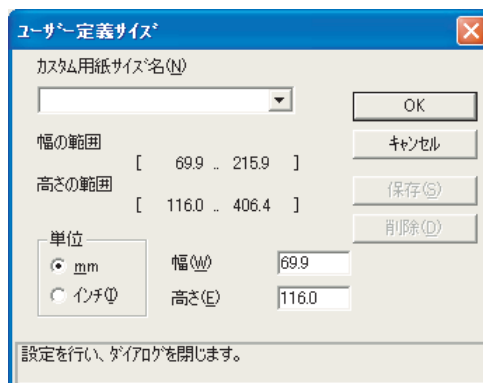 ユーザー定義サイズ
カスタム用紙サイズ名(N)
OK
幅の範囲
キャンセル
[ 69.9 .. 215.9 ]
高さの範囲
保存(S)
[ 116.0 .. 406.4 ]
削除(D)
単位
mm
幅(W)
69.9
インチ(I)
高さ(E)
116.0
設定を行い、ダイアログを閉じます。